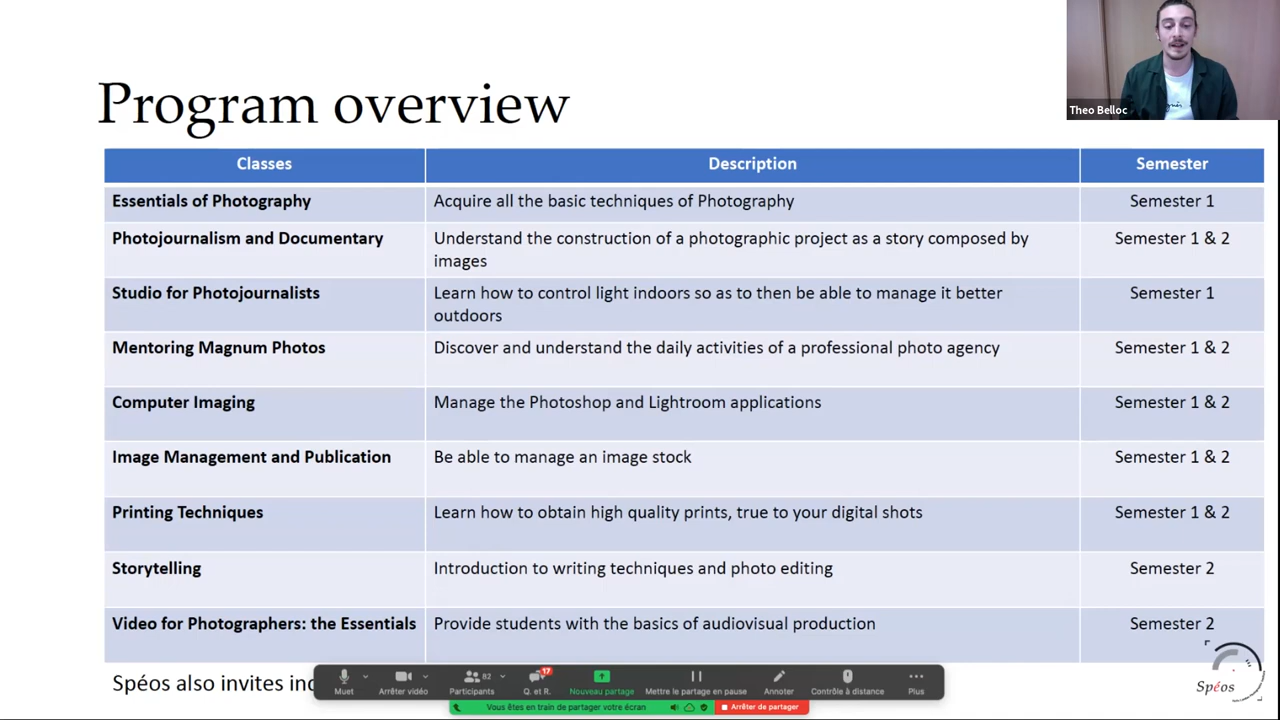 Theo Belloc
Program overview
Classes Description Semester
Essentials of Photography Acquire all the basic techniques of Photography Semester 1
Photojournalism and Documentary Understand the construction of a photographic project as a story composed by Semester 1 & 2
images
Studio for Photojournalists Learn how to control light indoors so as to then be able to manage it better Semester 1
outdoors
Mentoring Magnum Photos Discover and understand the daily activities of a professional photo agency Semester 1 & 2
Computer Imaging Manage the Photoshop and Lightroom applications Semester 1 & 2
Image Management and Publication Be able to manage an image stock Semester 1 & 2
Printing Techniques Learn how to obtain high quality prints, true to your digital shots Semester 1 & 2
Storytelling Introduction to writing techniques and photo editing Semester 2
Video for Photographers: the Essentials Provide students with the basics of audiovisual production Semester 2
Spéos also invites
82 17
Muet Arrêter vidéo Participants Q. et R. Nouveau partage Mettre le partage en pause Annoter Contrôle à distance Plus
Spéos
Vous êtes en train de partager votre écran Arrêter de partager